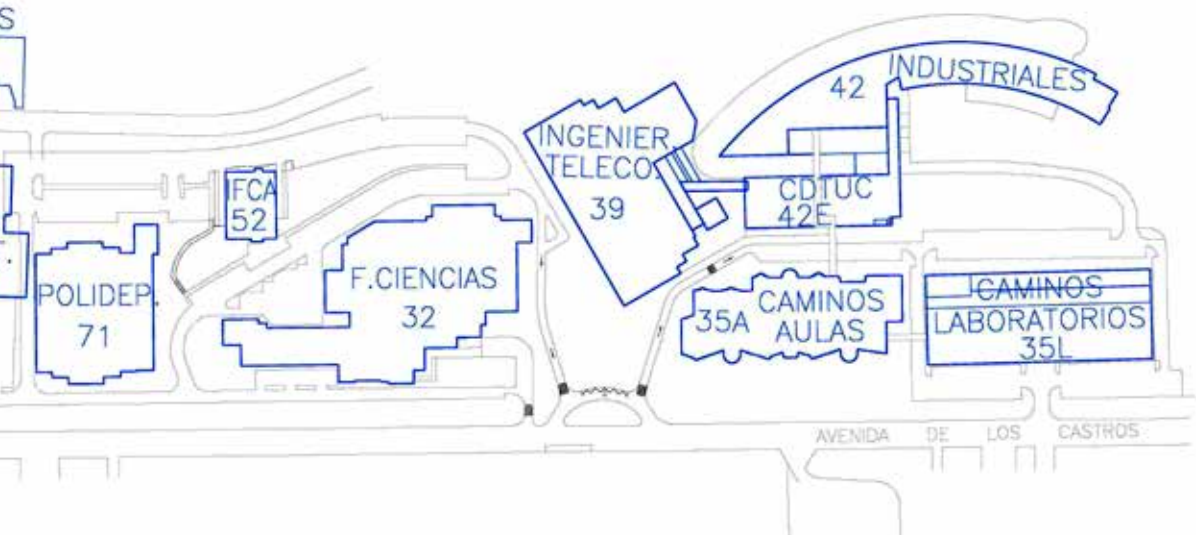 S
INDUSTRIALES
42
INGENIER.
TELECO.
39
CDTUC
42E
IFCA
52
F.CIENCIAS
32
POLIDEP.
71
35A
CAMINOS
AULAS
CAMINOS
LABORATORIOS
35L
AVENIDA DE LOS CASTROS